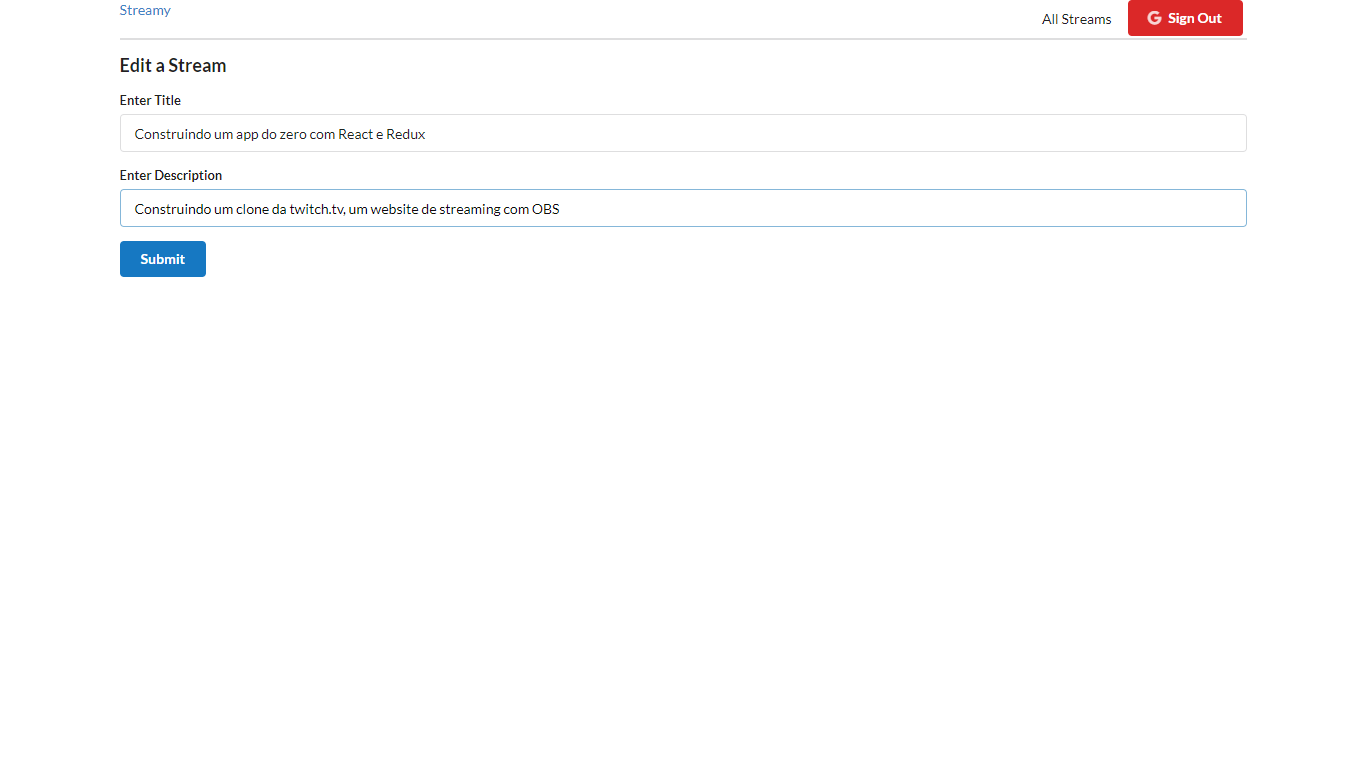 Streamy
All Streams
Sign Out
Edit a Stream
Enter Title
Construindo um app do zero com React e Redux
Enter Description
Construindo um clone da twitch.tv, um website de streaming com OBS
Submit